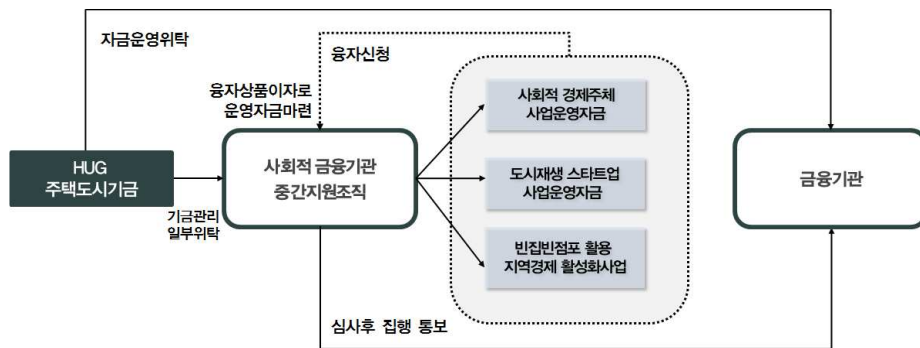 자금운영위탁
융자신청
융자상품이자로
운영자금마련
사회적 경제주체
사업운영자금
HUG
주택도시기금
사회적 금융기관
중간지원조직
도시재생 스타트업
사업운영자금
금융기관
기금관리
일부위탁
빈집빈점포 활용
지역경제 활성화사업
심사후 집행 통보